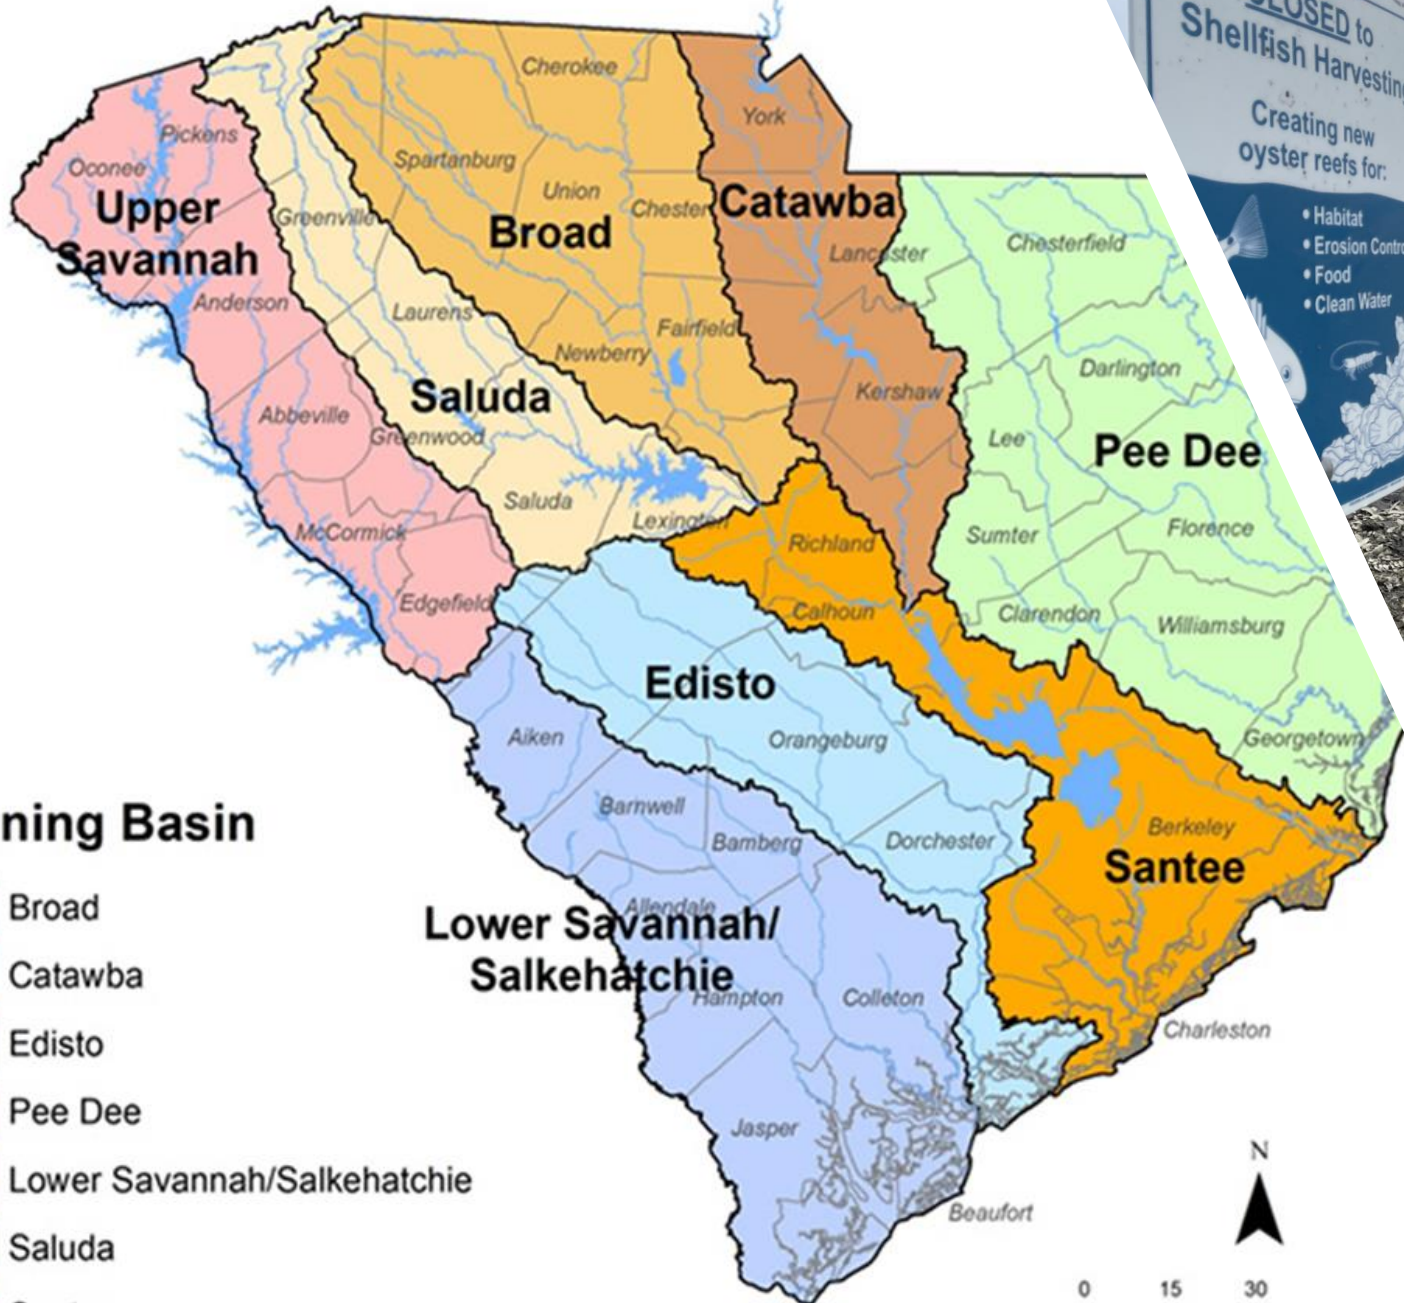 CLOSED to
Shellfish Harvesting
Creating new
oyster reefs for:
• Habitat
• Erosion Contro
• Food
• Clean Water
Cherokee
York
Pickens
Oconee
Spartanburg
Union
Chester
Upper
Savannah
Greenville
Broad
Catawba
Lancaster
Chesterfield
Anderson
Laurens
Fairfield
Newberry
Darlington
Saluda
Kershaw
Abbeville
Greenwood
Lee
Pee Dee
Saluda
Lexington
McCormick
Richland
Sumter
Florence
Edgefield
Calhoun
Clarendon
Williamsburg
Edisto
Aiken
Orangeburg
Georgetown
Barnwell
Bamberg
Dorchester
Berkeley
Santee
Allendale
Lower Savannah/
Salkehatchie
Hampton
Colleton
Charleston
Jasper
Beaufort
ning Basin
Broad
Catawba
Edisto
Pee Dee
Lower Savannah/Salkehatchie
Saluda
N
0 15 30